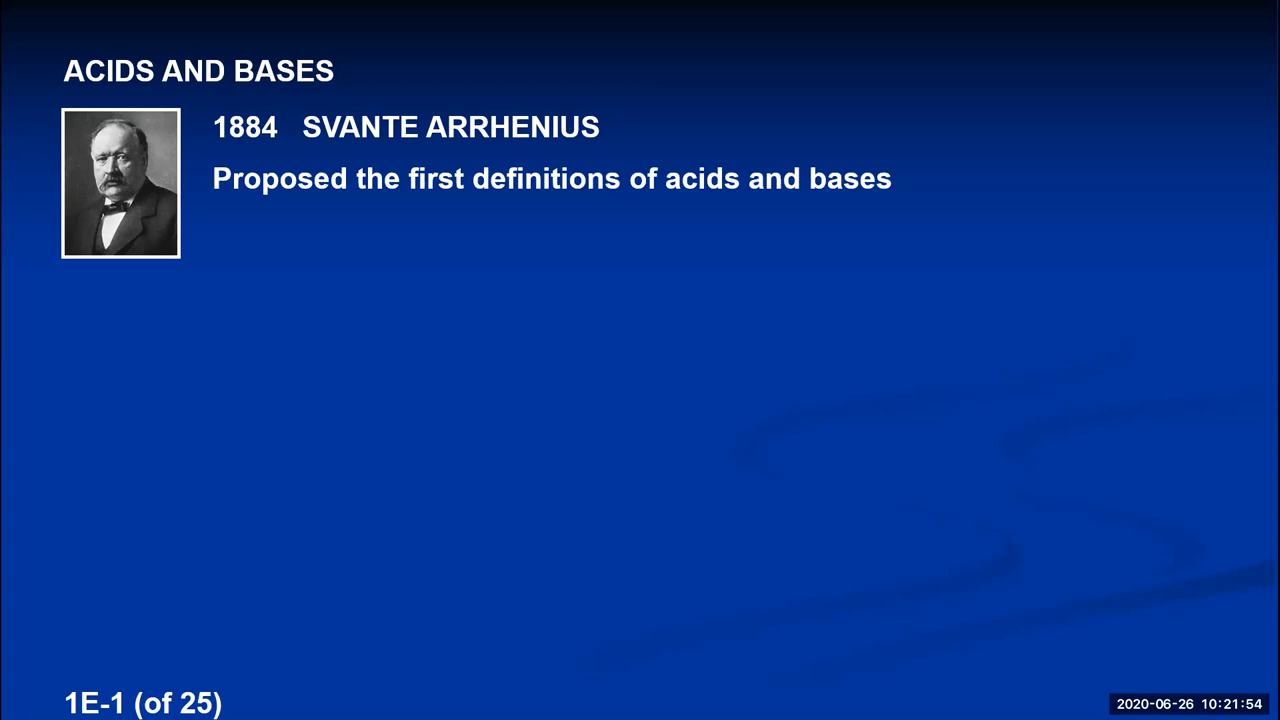 ACIDS AND BASES
1884 SVANTE ARRHENIUS
Proposed the first definitions of acids and bases
1E-1 (of 25)
2020-06-26 10:21:54